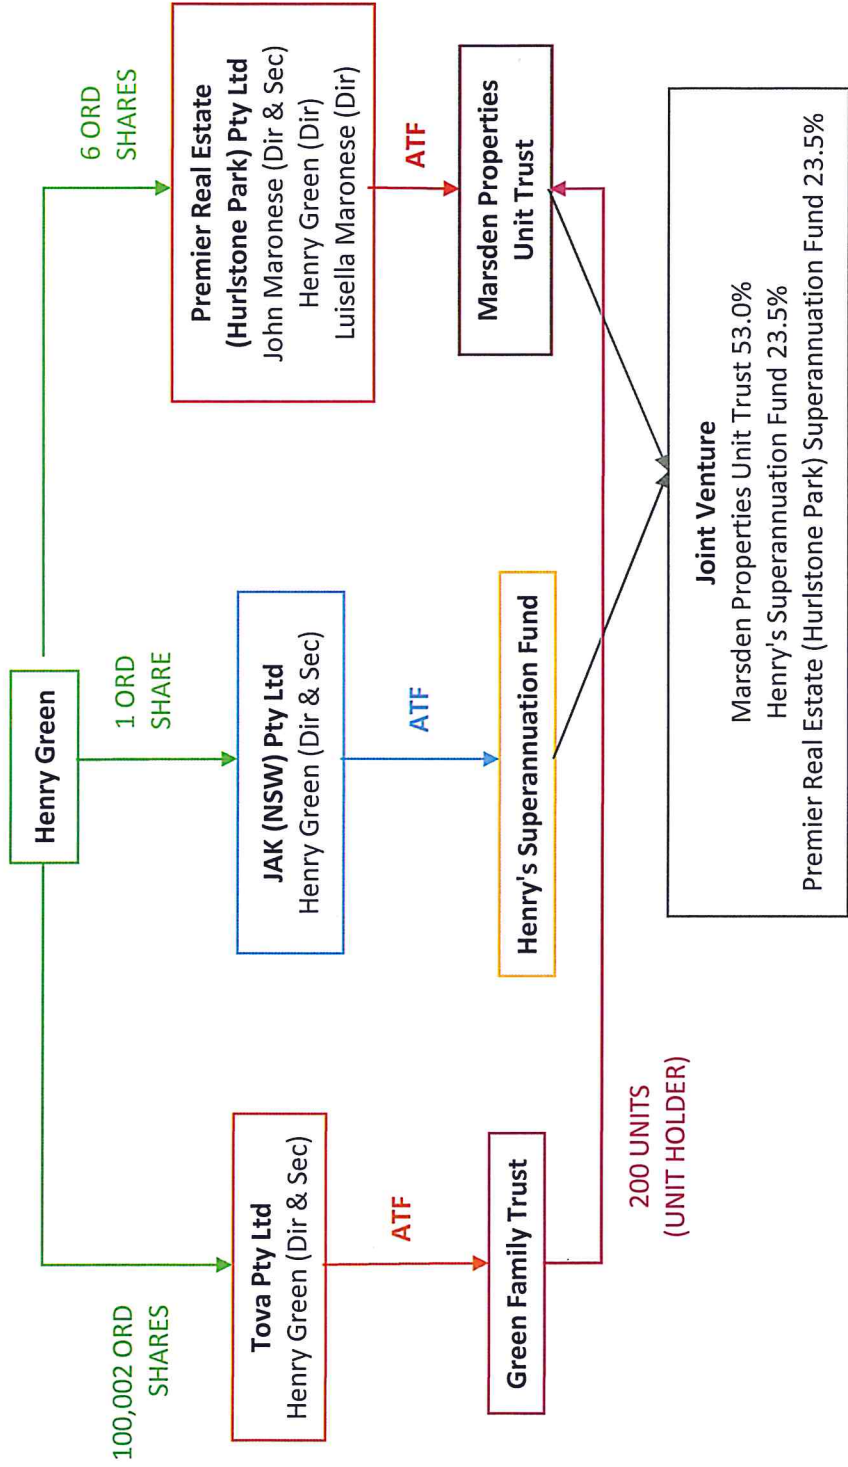 Henry Green
100,002 ORD
SHARES
1 ORD
SHARE
6 ORD
SHARES
Tova Pty Ltd
Henry Green (Dir & Sec)
JAK (NSW) Pty Ltd
Henry Green (Dir & Sec)
Premier Real Estate
(Hurlstone Park) Pty Ltd
John Maronese (Dir & Sec)
Henry Green (Dir)
Luisella Maronese (Dir)
ATF
ATF
ATF
Green Family Trust
Henry's Superannuation Fund
Marsden Properties
Unit Trust
200 UNITS
(UNIT HOLDER)
Joint Venture
Marsden Properties Unit Trust 53.0%
Henry's Superannuation Fund 23.5%
Premier Real Estate (Hurlstone Park) Superannuation Fund 23.5%